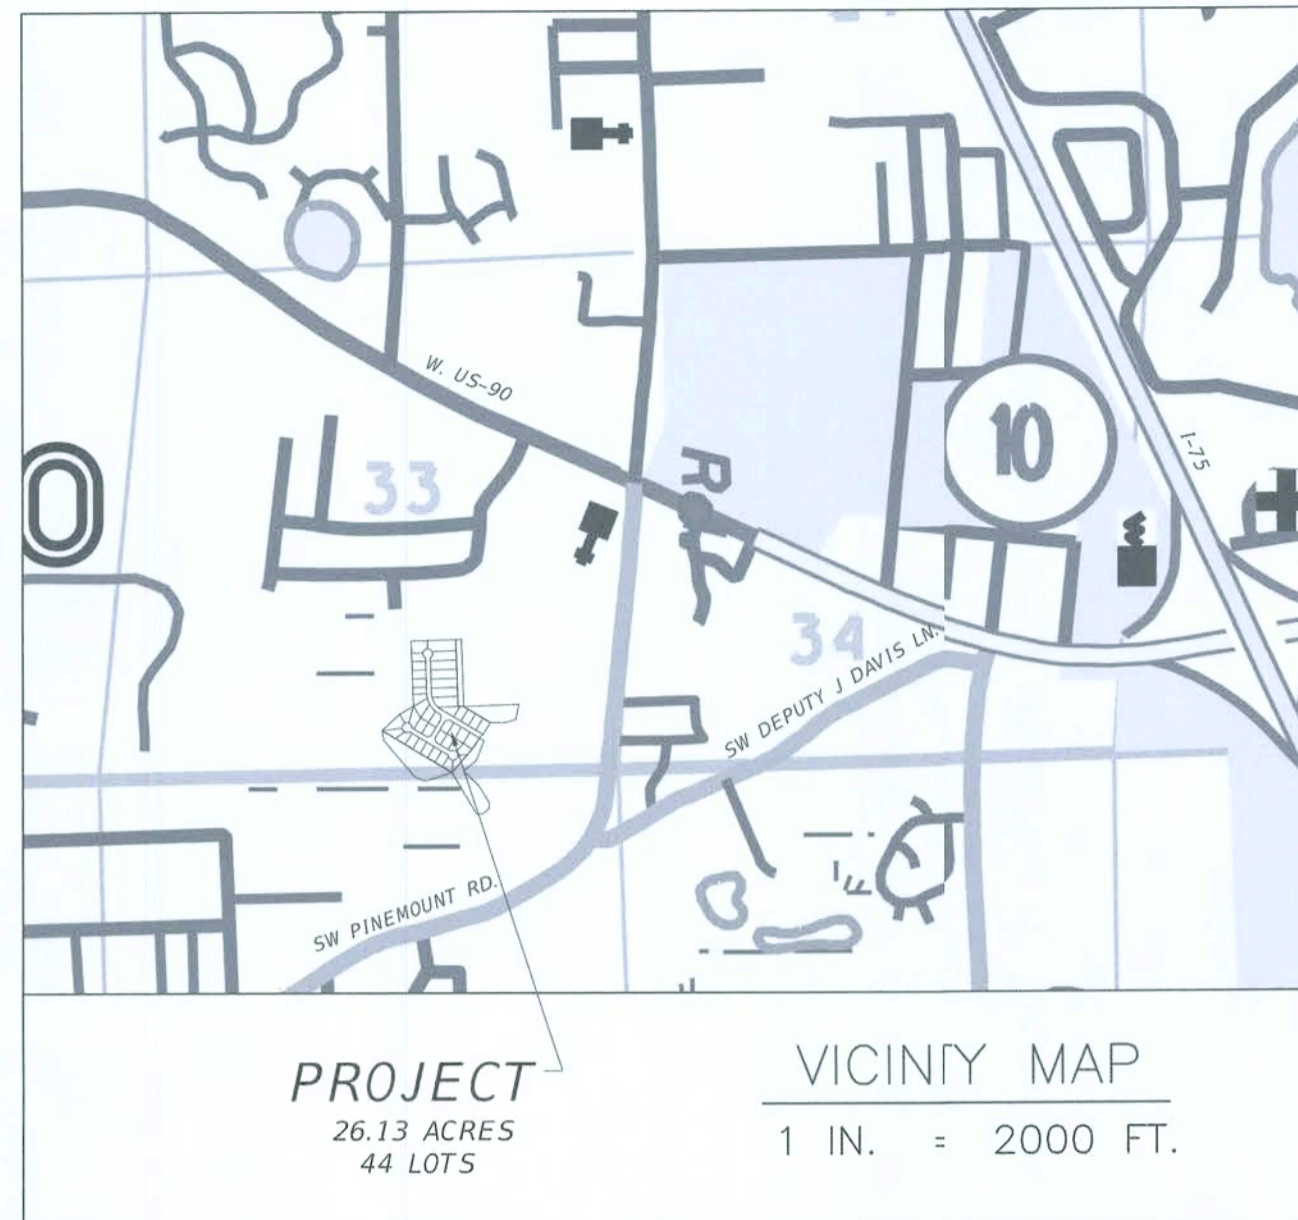 W. US-90
10
I-75
R
33
34
SW DEPUTY J DAVIS LN.
SW PINEMOUNT RD.
PROJECT
26.13 ACRES
44 LOTS
VICINITY MAP
1 IN. = 2000 FT.